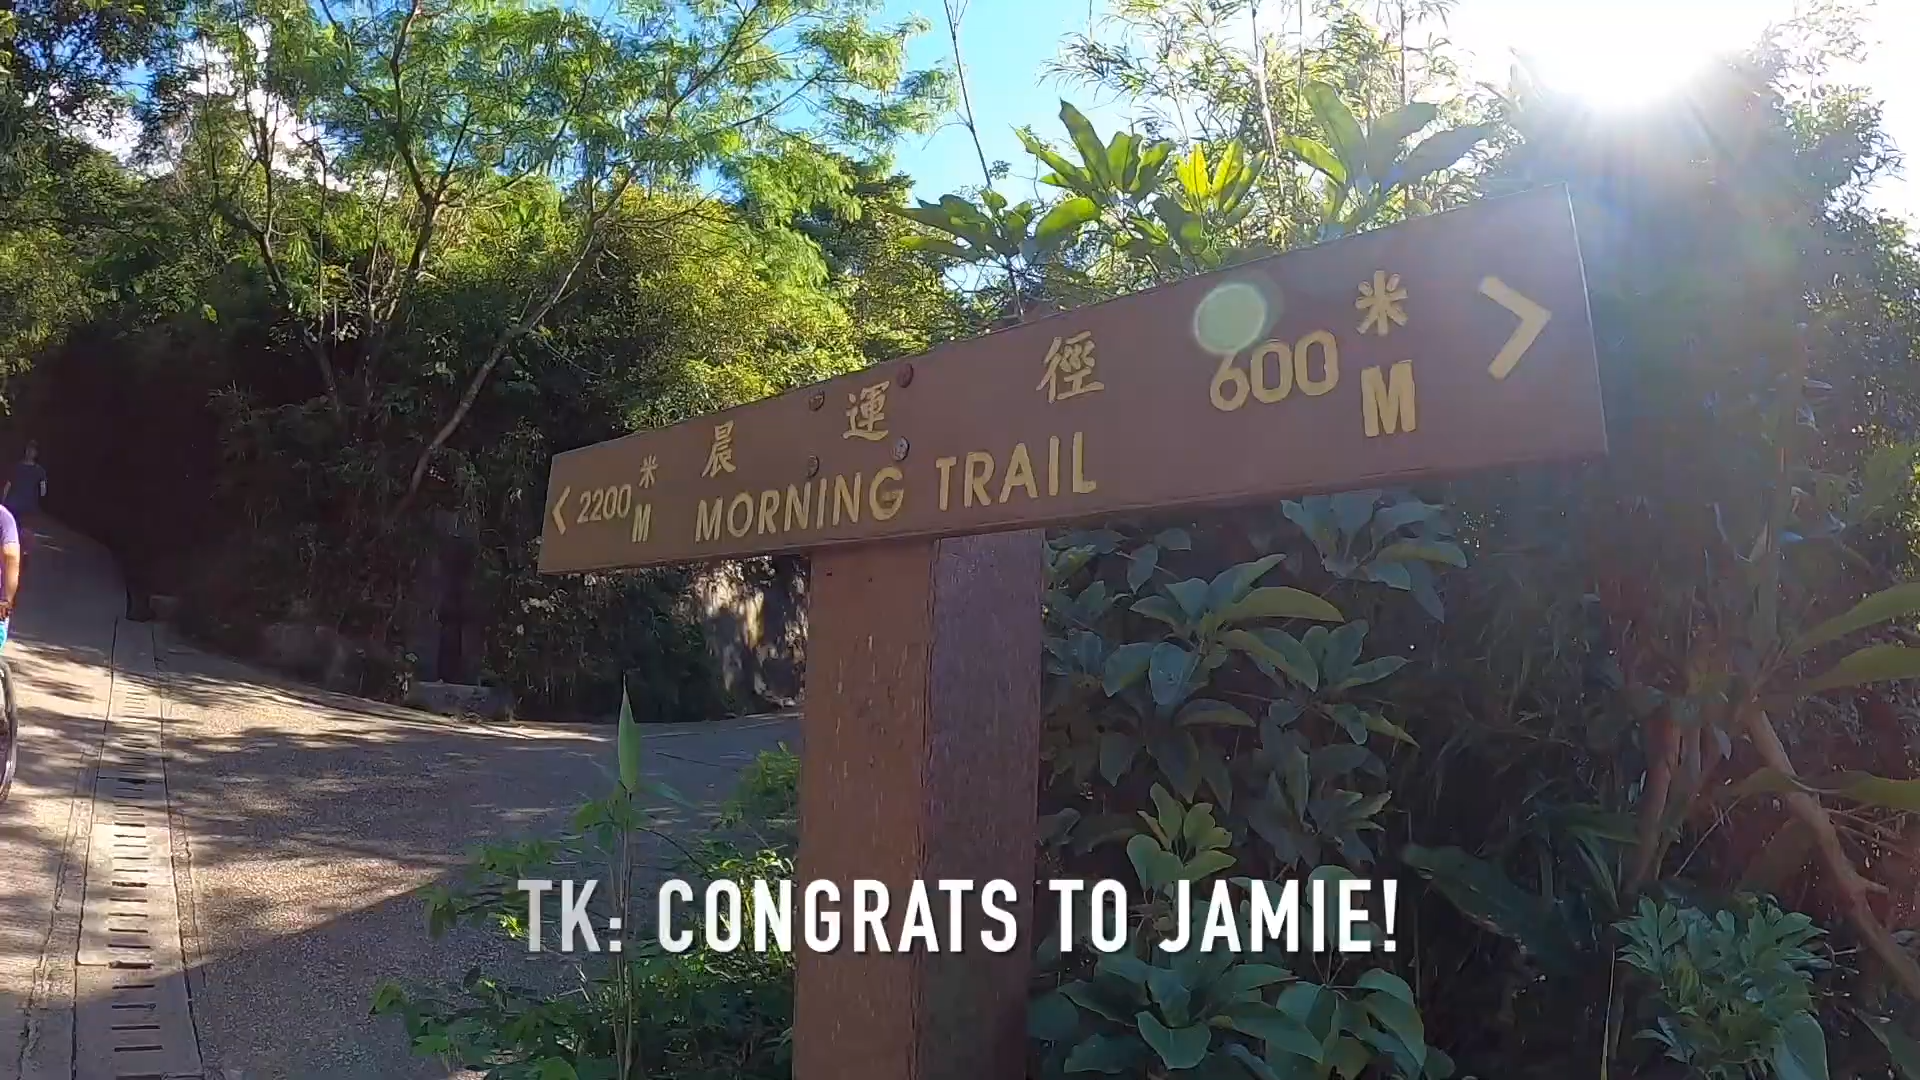 < 2200 米 M 晨運徑 600 米 M >
MORNING TRAIL
TK: CONGRATS TO JAMIE!